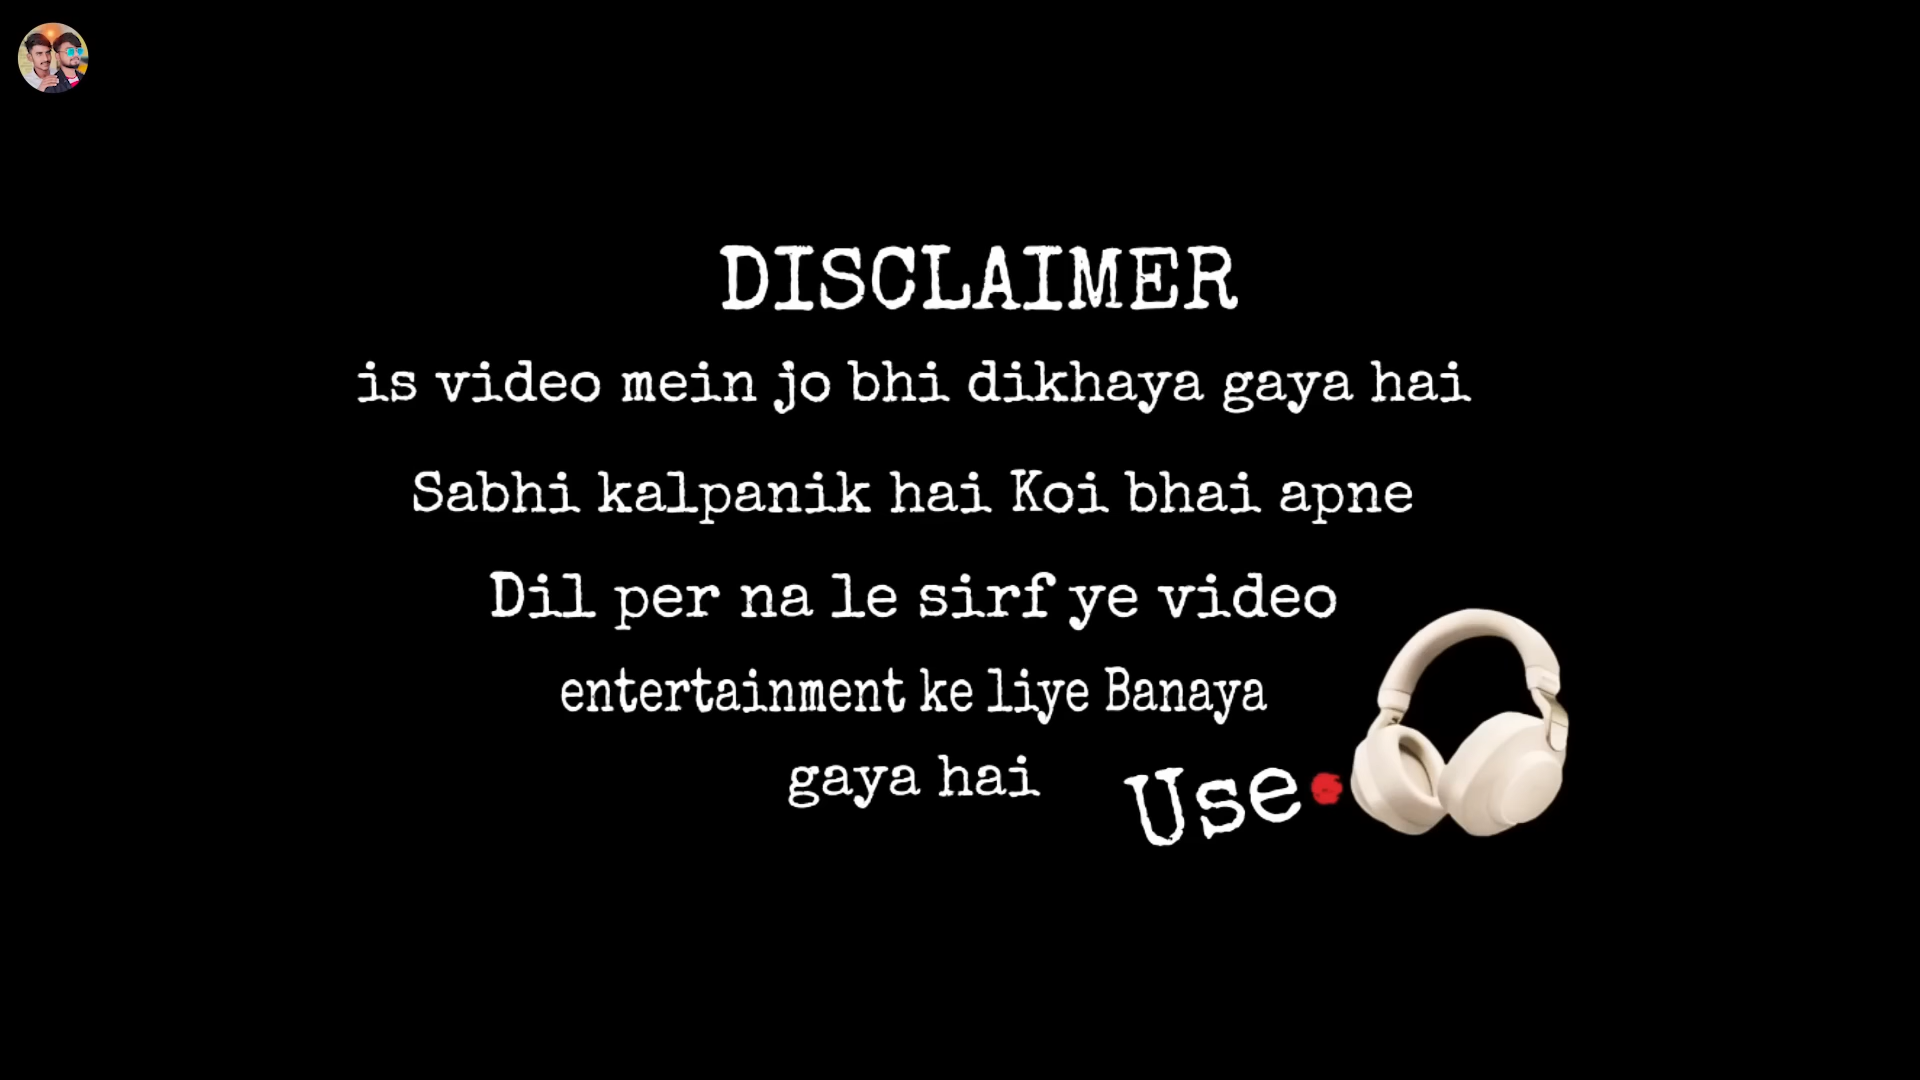 DISCLAIMER
is video mein jo bhi dikhaya gaya hai
Sabhi kalpanik hai Koi bhai apne
Dil per na le sirf ye video
entertainment ke liye Banaya
gaya hai
Use